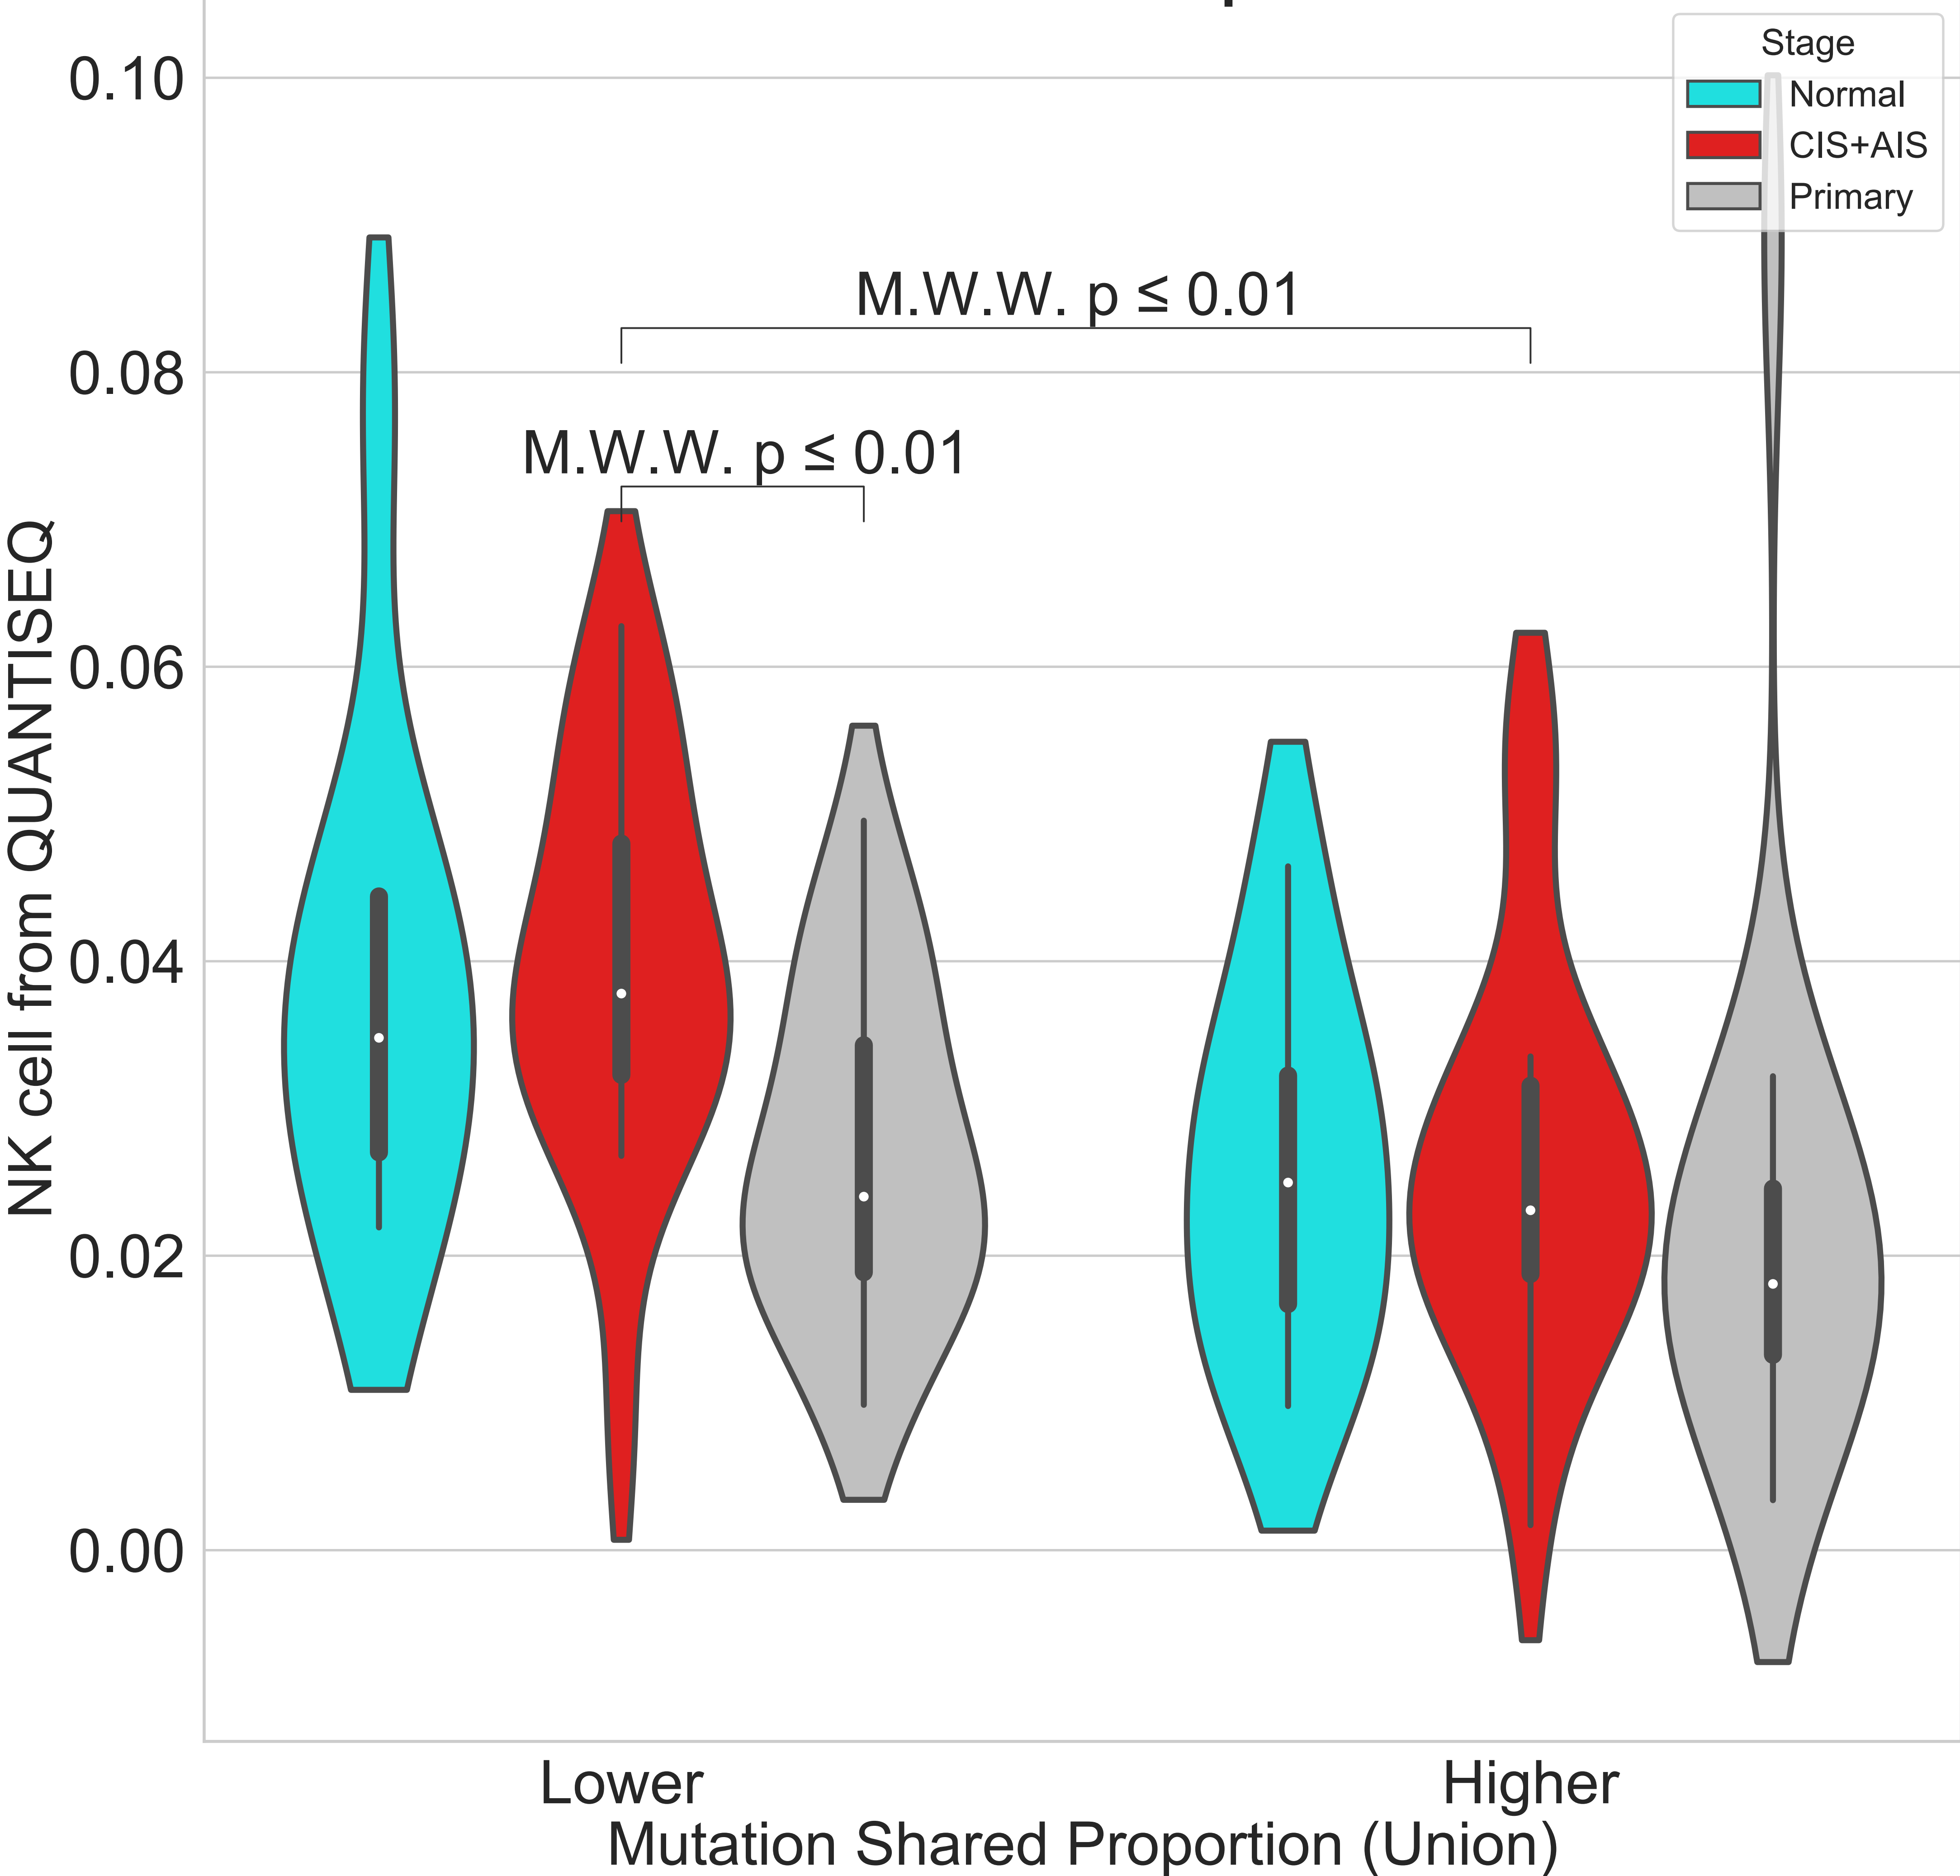 Stage
Normal
CIS+AIS
Primary
0.10
0.08
0.06
0.04
0.02
0.00
NK cell from QUANTISEQ
M.W.W. p ≤ 0.01
M.W.W. p ≤ 0.01
Lower
Higher
Mutation Shared Proportion (Union)